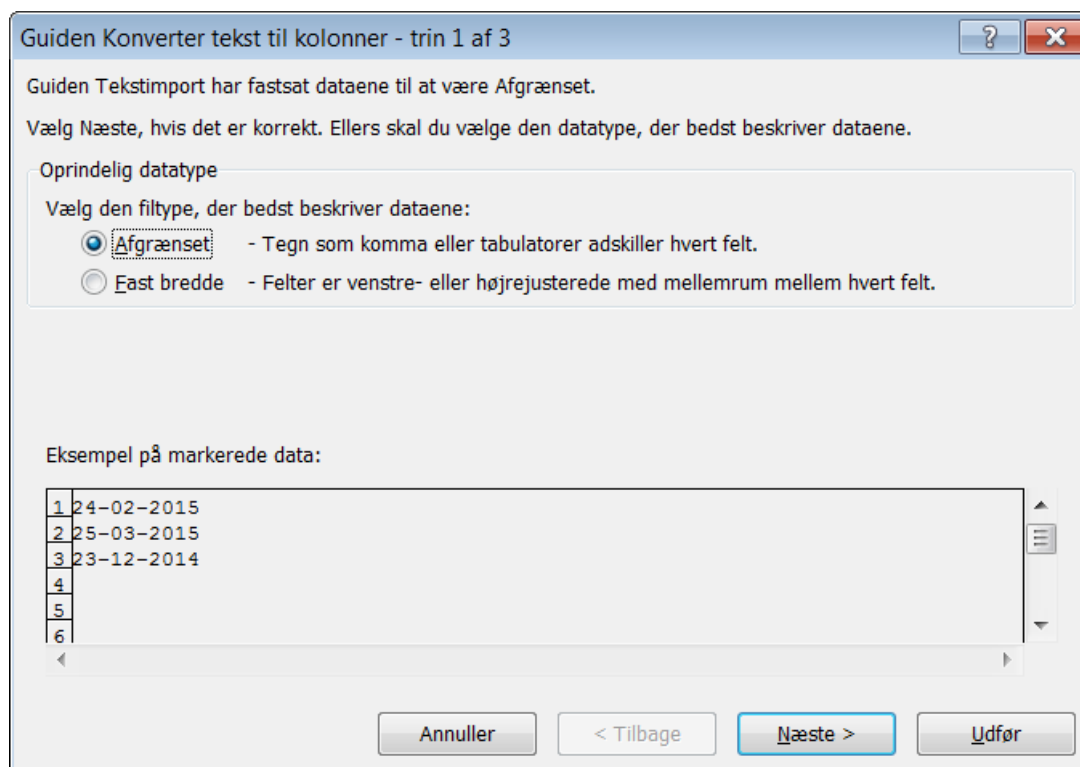 Guiden Konverter tekst til kolonner - trin 1 af 3
Guiden Tekstimport har fastsat dataene til at være Afgrænset.
Vælg Næste, hvis det er korrekt. Ellers skal du vælge den datatype, der bedst beskriver dataene.
Oprindelig datatype
Vælg den filtype, der bedst beskriver dataene:
Afgrænset - Tegn som komma eller tabulatorer adskiller hvert felt.
Fast bredde - Felter er venstre- eller højrejusterede med mellemrum mellem hvert felt.
Eksempel på markerede data:
1 24-02-2015
2 25-03-2015
3 23-12-2014
4
5
6
Annuller < Tilbage Næste > Udfør